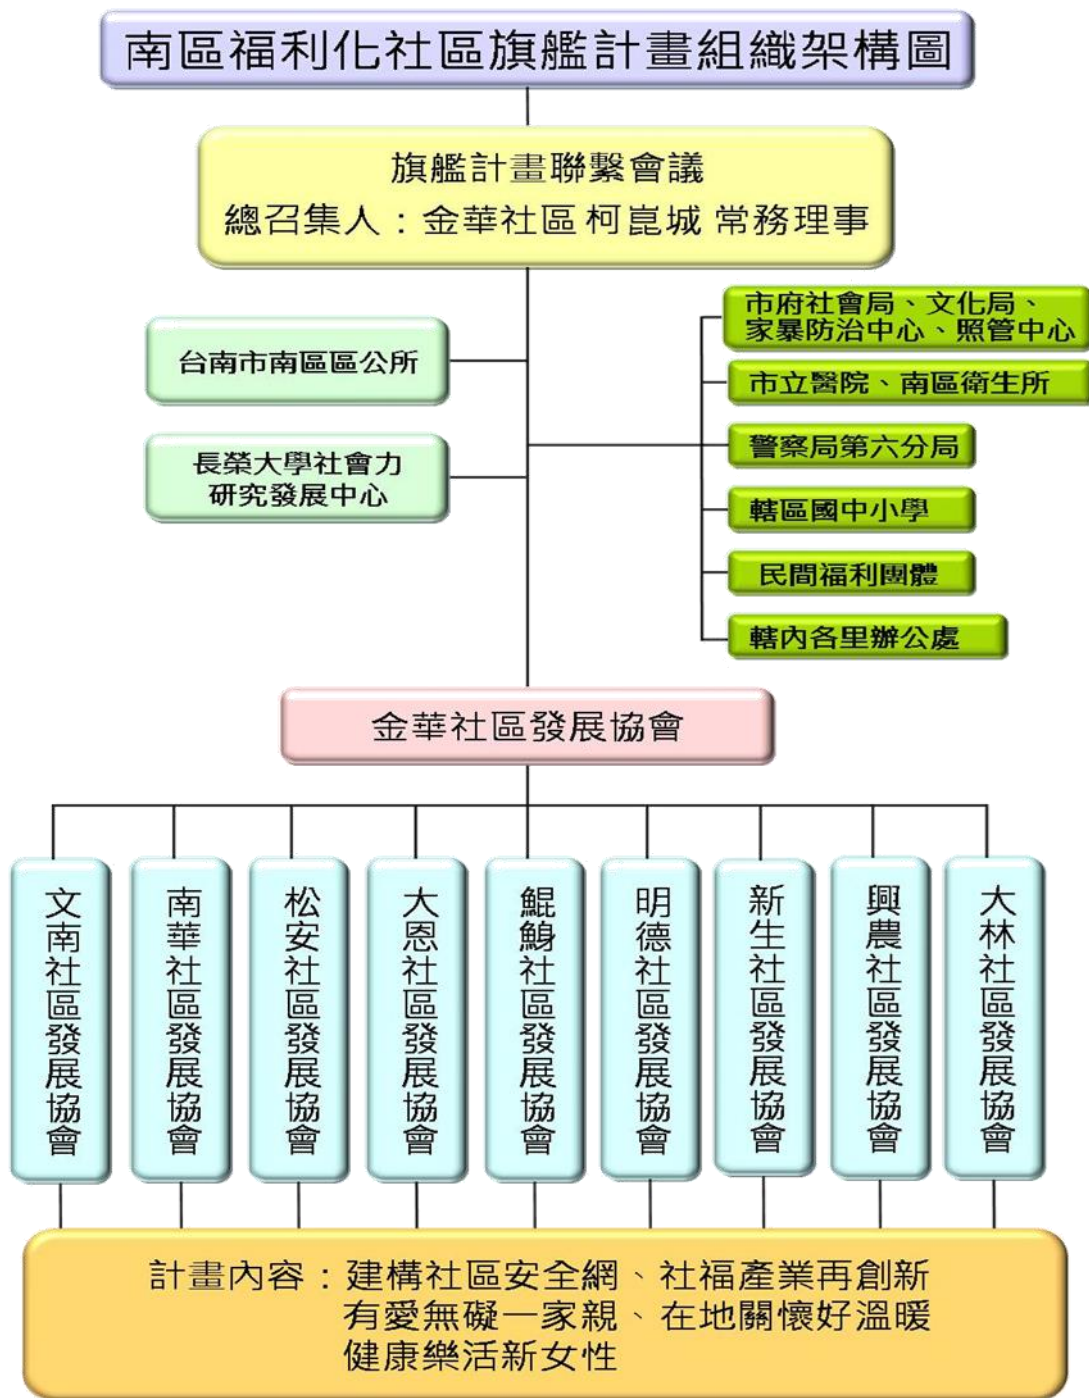 南區福利化社區旗艦計畫組織架構圖
旗艦計畫聯繫會議
總召集人：金華社區 柯崑城 常務理事
台南市南區區公所
長榮大學社會力
研究發展中心
市府社會局、文化局、
家暴防治中心、照管中心
市立醫院、南區衛生所
警察局第六分局
轄區國中小學
民間福利團體
轄內各里辦公處
金華社區發展協會
文南社區發展協會
南華社區發展協會
松安社區發展協會
大恩社區發展協會
鯤鯓社區發展協會
明德社區發展協會
新生社區發展協會
興農社區發展協會
大林社區發展協會
計畫內容：建構社區安全網、社福產業再創新
有愛無礙一家親、在地關懷好溫暖
健康樂活新女性